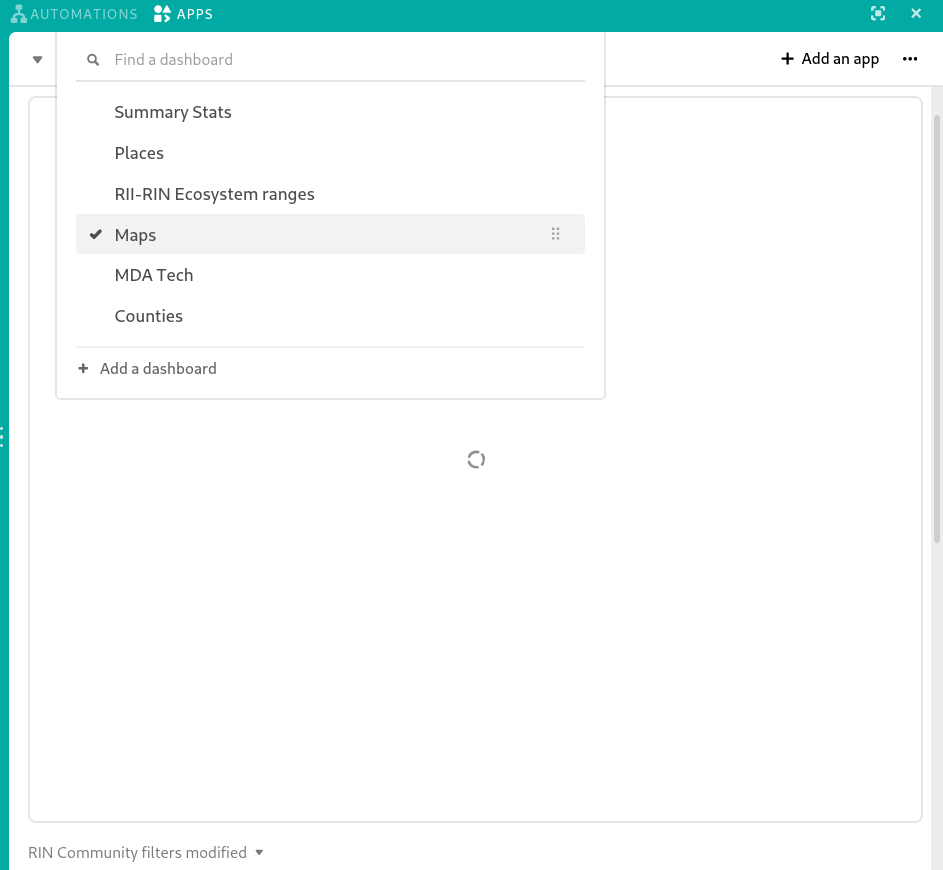 AUTOMATIONS APPS
Find a dashboard
Add an app
Summary Stats
Places
RII-RIN Ecosystem ranges
Maps
MDA Tech
Counties
Add a dashboard
RIN Community filters modified